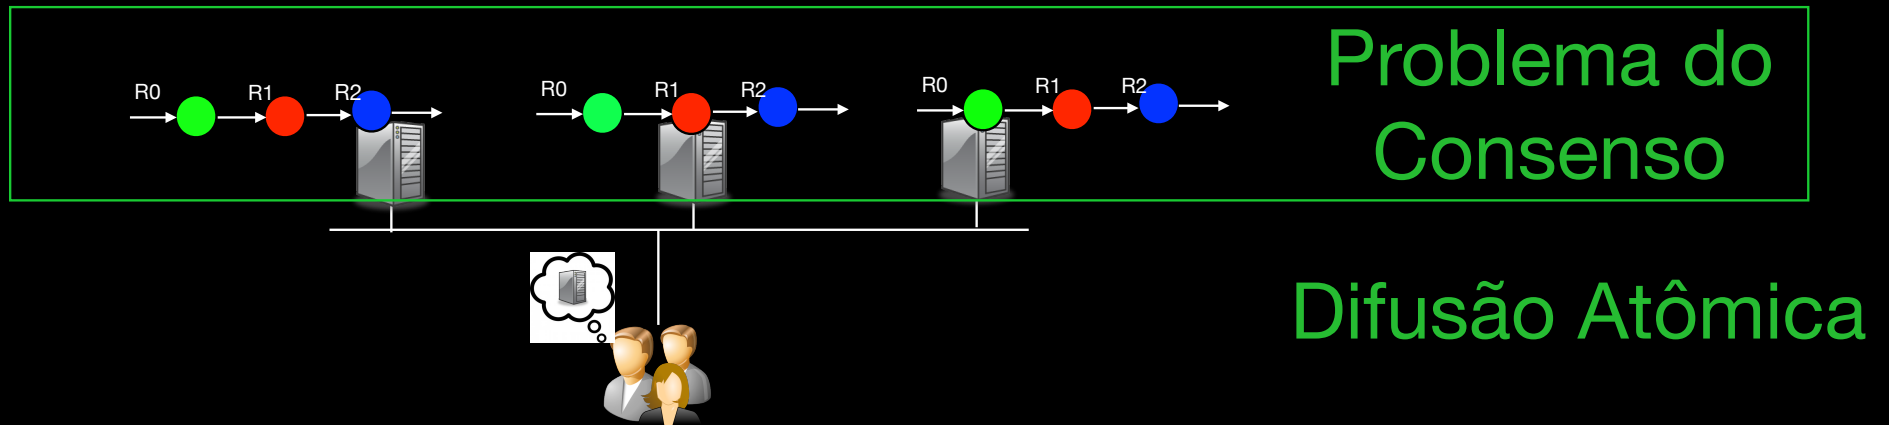 R0 R1 R2
R0 R1 R2
R0 R1 R2
Problema do
Consenso
Difusão Atômica